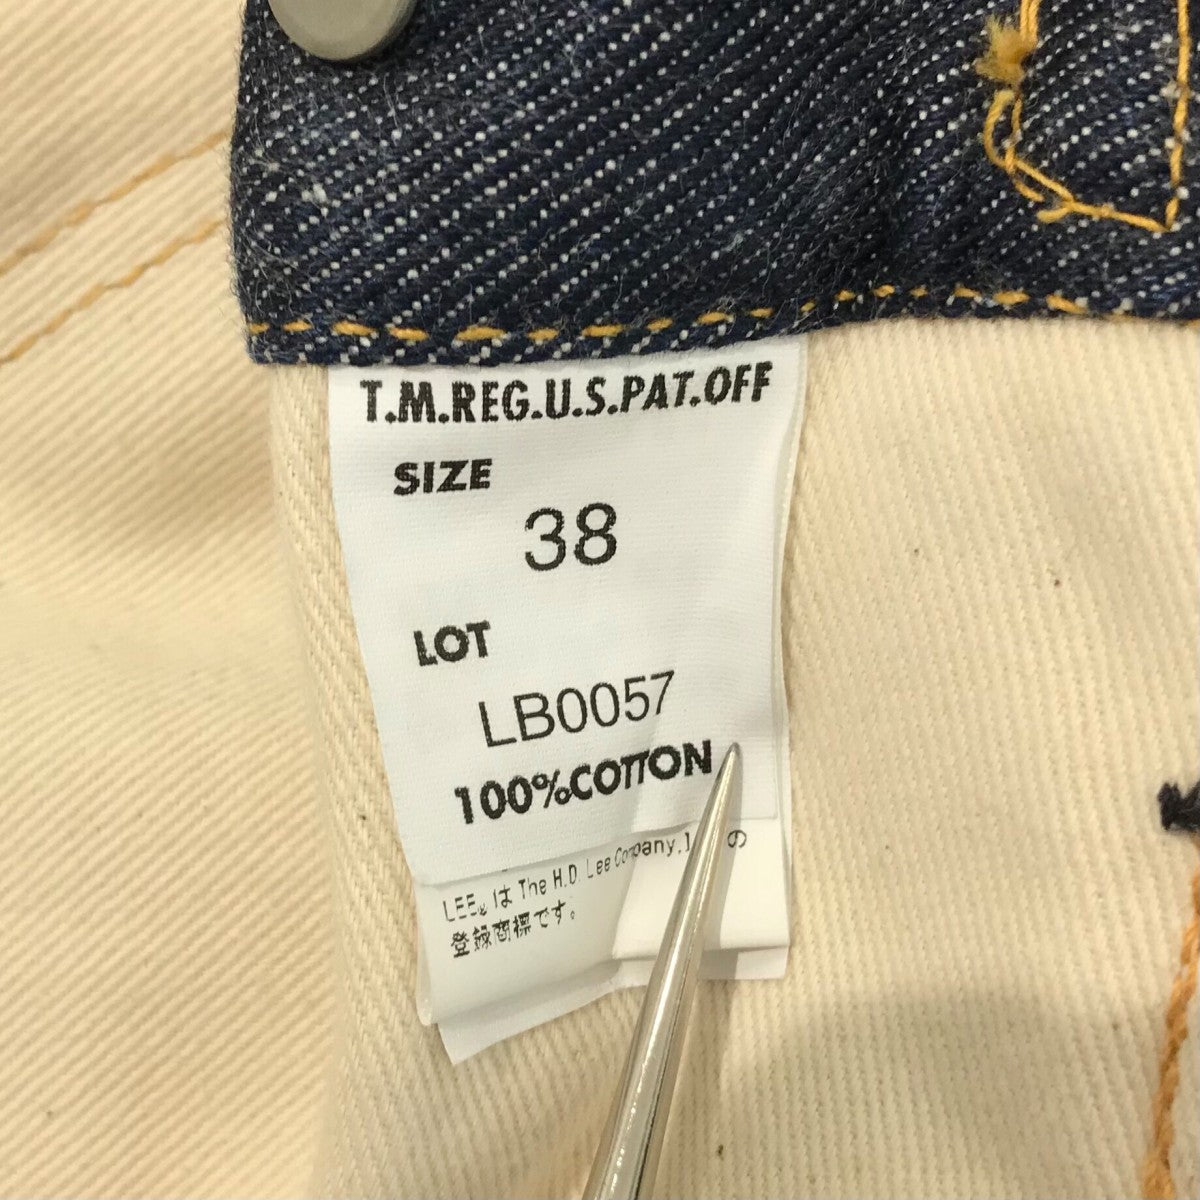 T.M.REG.U.S.PAT.OFF
SIZE
38
LOT
LB0057
100%COTTON
LEE® は The H.D. Lee Company, の
登録商標です。